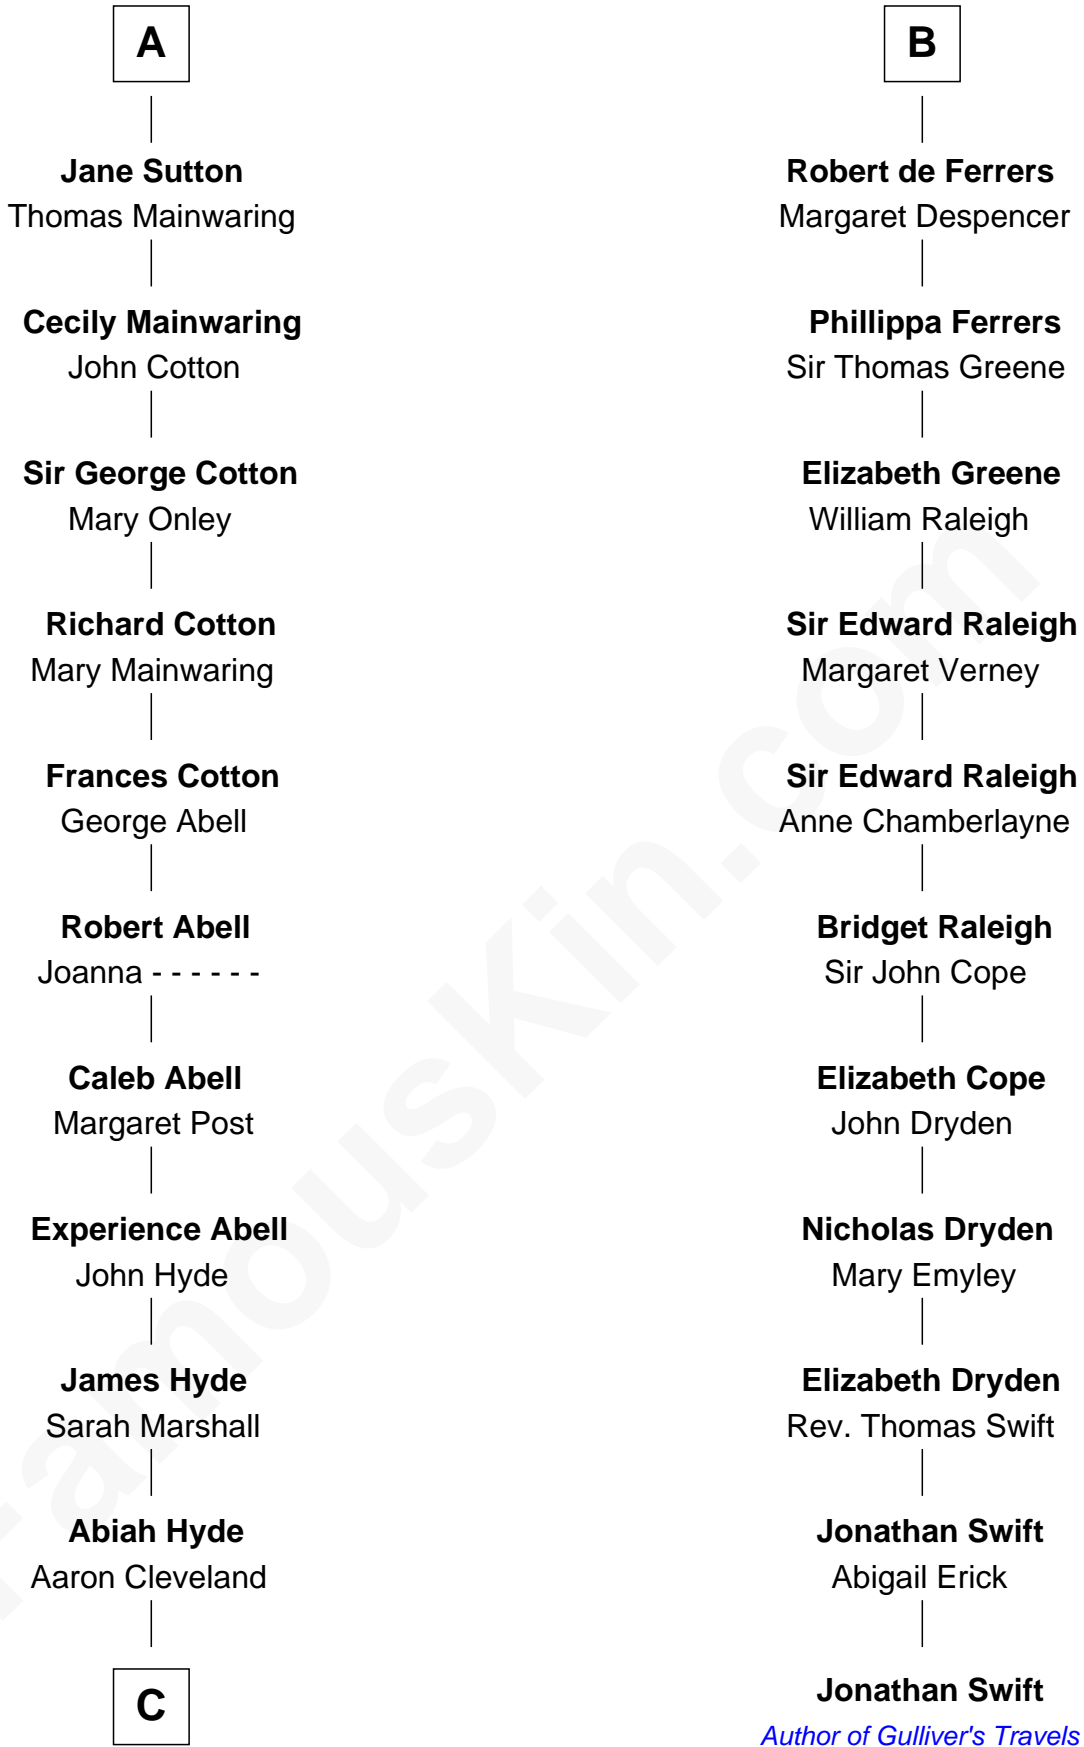 A
Jane Sutton
Thomas Mainwaring
Cecily Mainwaring
John Cotton
Sir George Cotton
Mary Onley
Richard Cotton
Mary Mainwaring
Frances Cotton
George Abell
Robert Abell
Joanna - - - - - -
Caleb Abell
Margaret Post
Experience Abell
John Hyde
James Hyde
Sarah Marshall
Abiah Hyde
Aaron Cleveland
C
B
Robert de Ferrers
Margaret Despencer
Phillippa Ferrers
Sir Thomas Greene
Elizabeth Greene
William Raleigh
Sir Edward Raleigh
Margaret Verney
Sir Edward Raleigh
Anne Chamberlayne
Bridget Raleigh
Sir John Cope
Elizabeth Cope
John Dryden
Nicholas Dryden
Mary Emyley
Elizabeth Dryden
Rev. Thomas Swift
Jonathan Swift
Abigail Erick
Jonathan Swift
Author of Gulliver's Travels
FamousKin.com